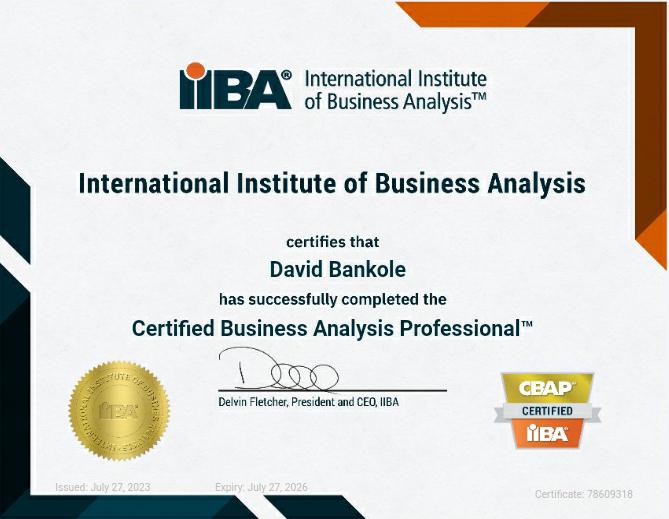 iiBA® International Institute
of Business Analysis™
International Institute of Business Analysis
certifies that
David Bankole
has successfully completed the
Certified Business Analysis Professional™
Delvin Fletcher, President and CEO, IIBA
INTERNATIONAL INSTITUTE OF BUSINESS ANALYSIS
iiBA
CBAP™
CERTIFIED
iiBA®
Issued: July 27, 2023
Expiry: July 27, 2026
Certificate: 78609318